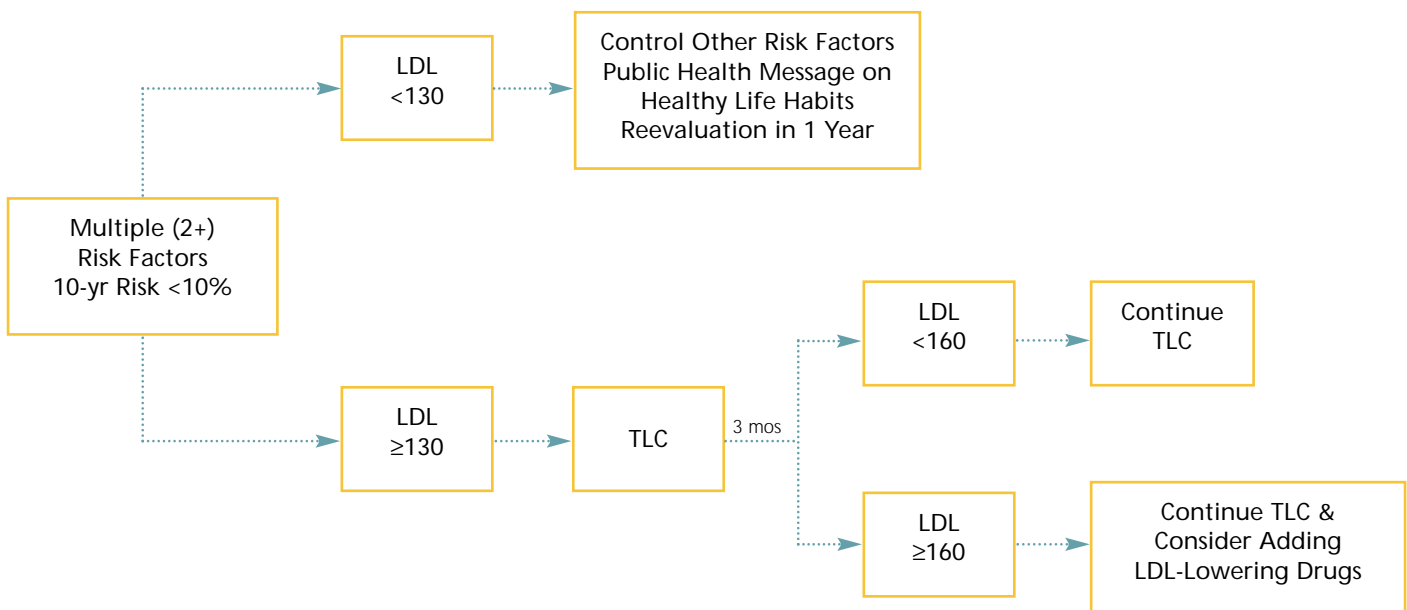 LDL
<130
Control Other Risk Factors
Public Health Message on
Healthy Life Habits
Reevaluation in 1 Year
Multiple (2+)
Risk Factors
10-yr Risk <10%
LDL
≥130
TLC
3 mos
LDL
<160
Continue
TLC
LDL
≥160
Continue TLC &
Consider Adding
LDL-Lowering Drugs